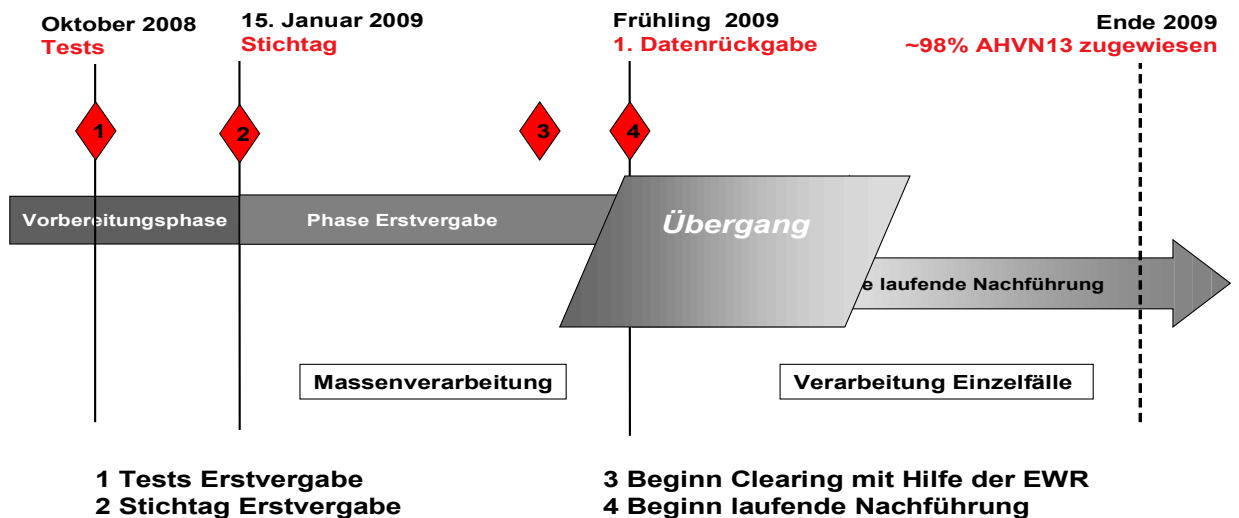 Oktober 2008
Tests
15. Januar 2009
Stichtag
Frühling 2009
1. Datenrückgabe
Ende 2009
~98% AHVN13 zugewiesen
1
2
3
4
Vorbereitungsphase
Phase Erstvergabe
Übergang
e laufende Nachführung
Massenverarbeitung
Verarbeitung Einzelfälle
1 Tests Erstvergabe
2 Stichtag Erstvergabe
3 Beginn Clearing mit Hilfe der EWR
4 Beginn laufende Nachführung